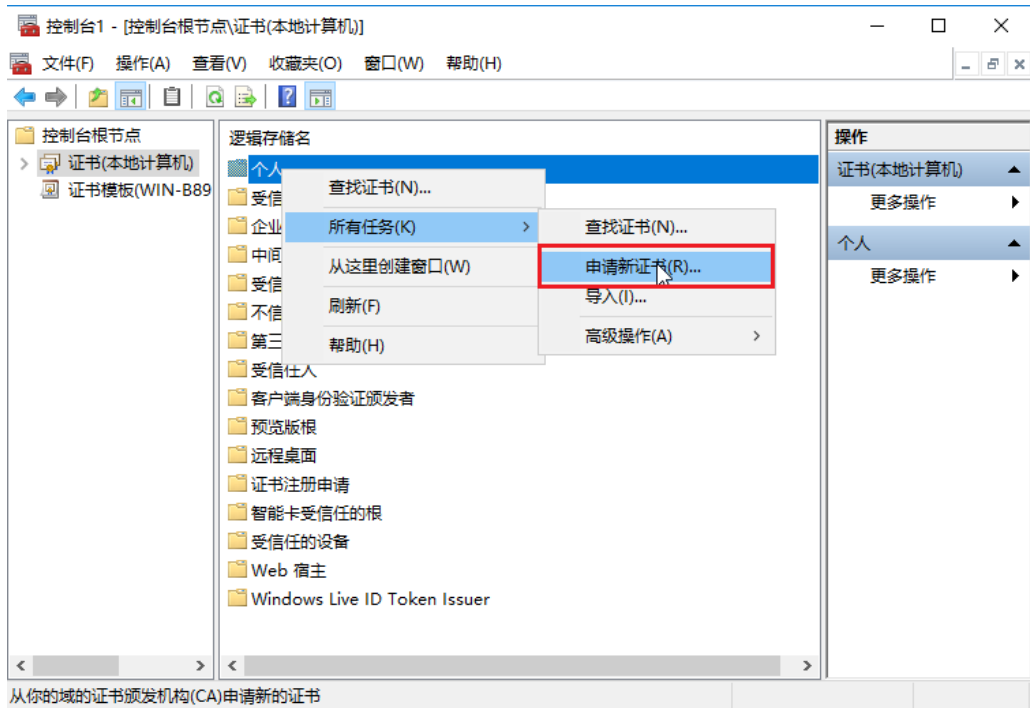 控制台1 - [控制台根节点\证书(本地计算机)]
文件(F) 操作(A) 查看(V) 收藏夹(O) 窗口(W) 帮助(H)
控制台根节点
证书(本地计算机)
证书模板(WIN-B89
逻辑存储名
个人
受信
企业
中间
受信
不信
第三
受信任人
客户端身份验证颁发者
预览版根
远程桌面
证书注册申请
智能卡受信任的根
受信任的设备
Web 宿主
Windows Live ID Token Issuer
查找证书(N)...
所有任务(K)
从这里创建窗口(W)
刷新(F)
帮助(H)
查找证书(N)...
申请新证书(R)...
导入(I)...
高级操作(A)
操作
证书(本地计算机)
更多操作
个人
更多操作
从你的域的证书颁发机构(CA)申请新的证书